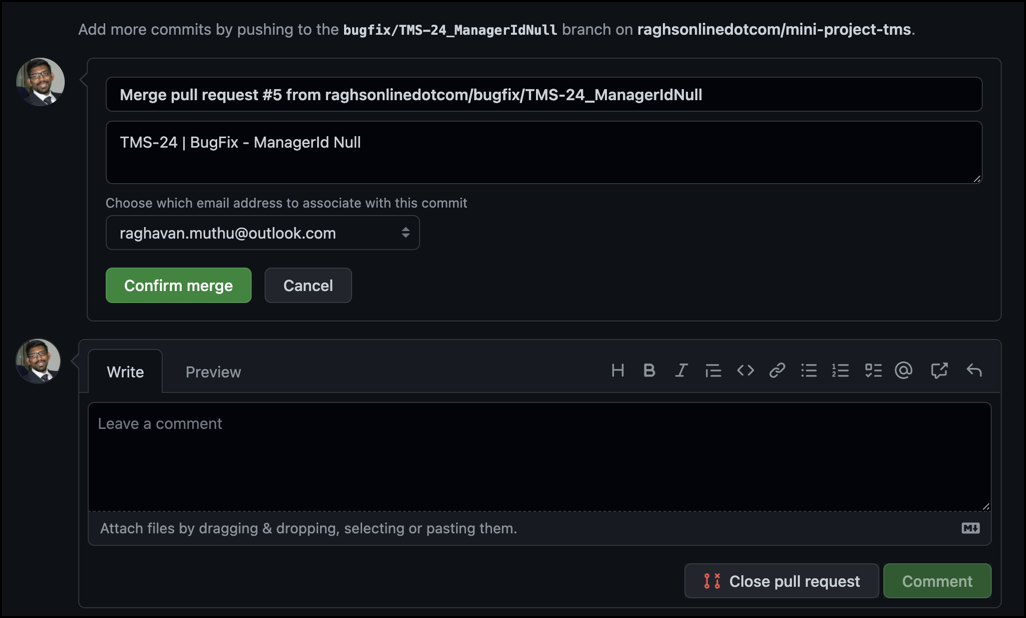 Add more commits by pushing to the bugfix/TMS-24_ManagerIdNull branch on raghsonlinedotcom/mini-project-tms.
Merge pull request #5 from raghsonlinedotcom/bugfix/TMS-24_ManagerIdNull
TMS-24 | BugFix - ManagerId Null
Choose which email address to associate with this commit
raghavan.muthu@outlook.com
Confirm merge Cancel
Write Preview H B I
Leave a comment
Attach files by dragging & dropping, selecting or pasting them.
Close pull request Comment